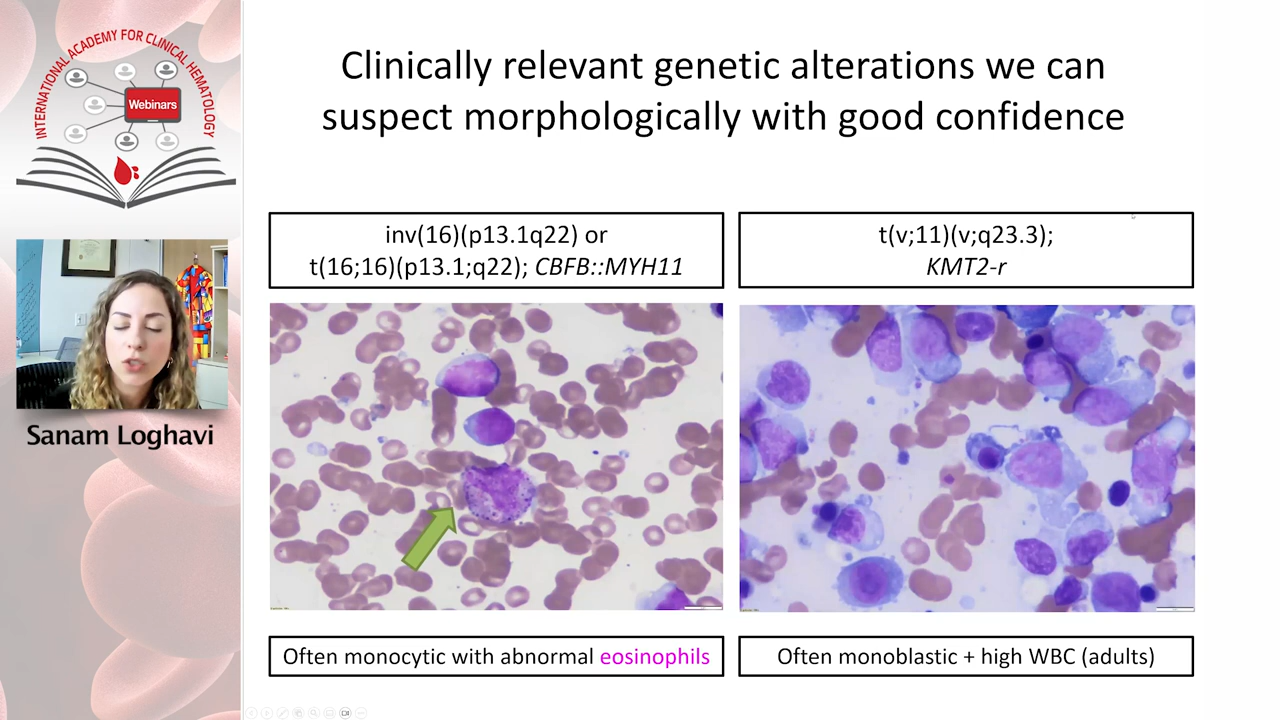 INTERNATIONAL ACADEMY FOR CLINICAL HEMATOLOGY
Webinars
Sanam Loghavi
Clinically relevant genetic alterations we can
suspect morphologically with good confidence
inv(16)(p13.1q22) or
t(16;16)(p13.1;q22); CBFB::MYH11
t(v;11)(v;q23.3);
KMT2-r
Often monocytic with abnormal eosinophils
Often monoblastic + high WBC (adults)